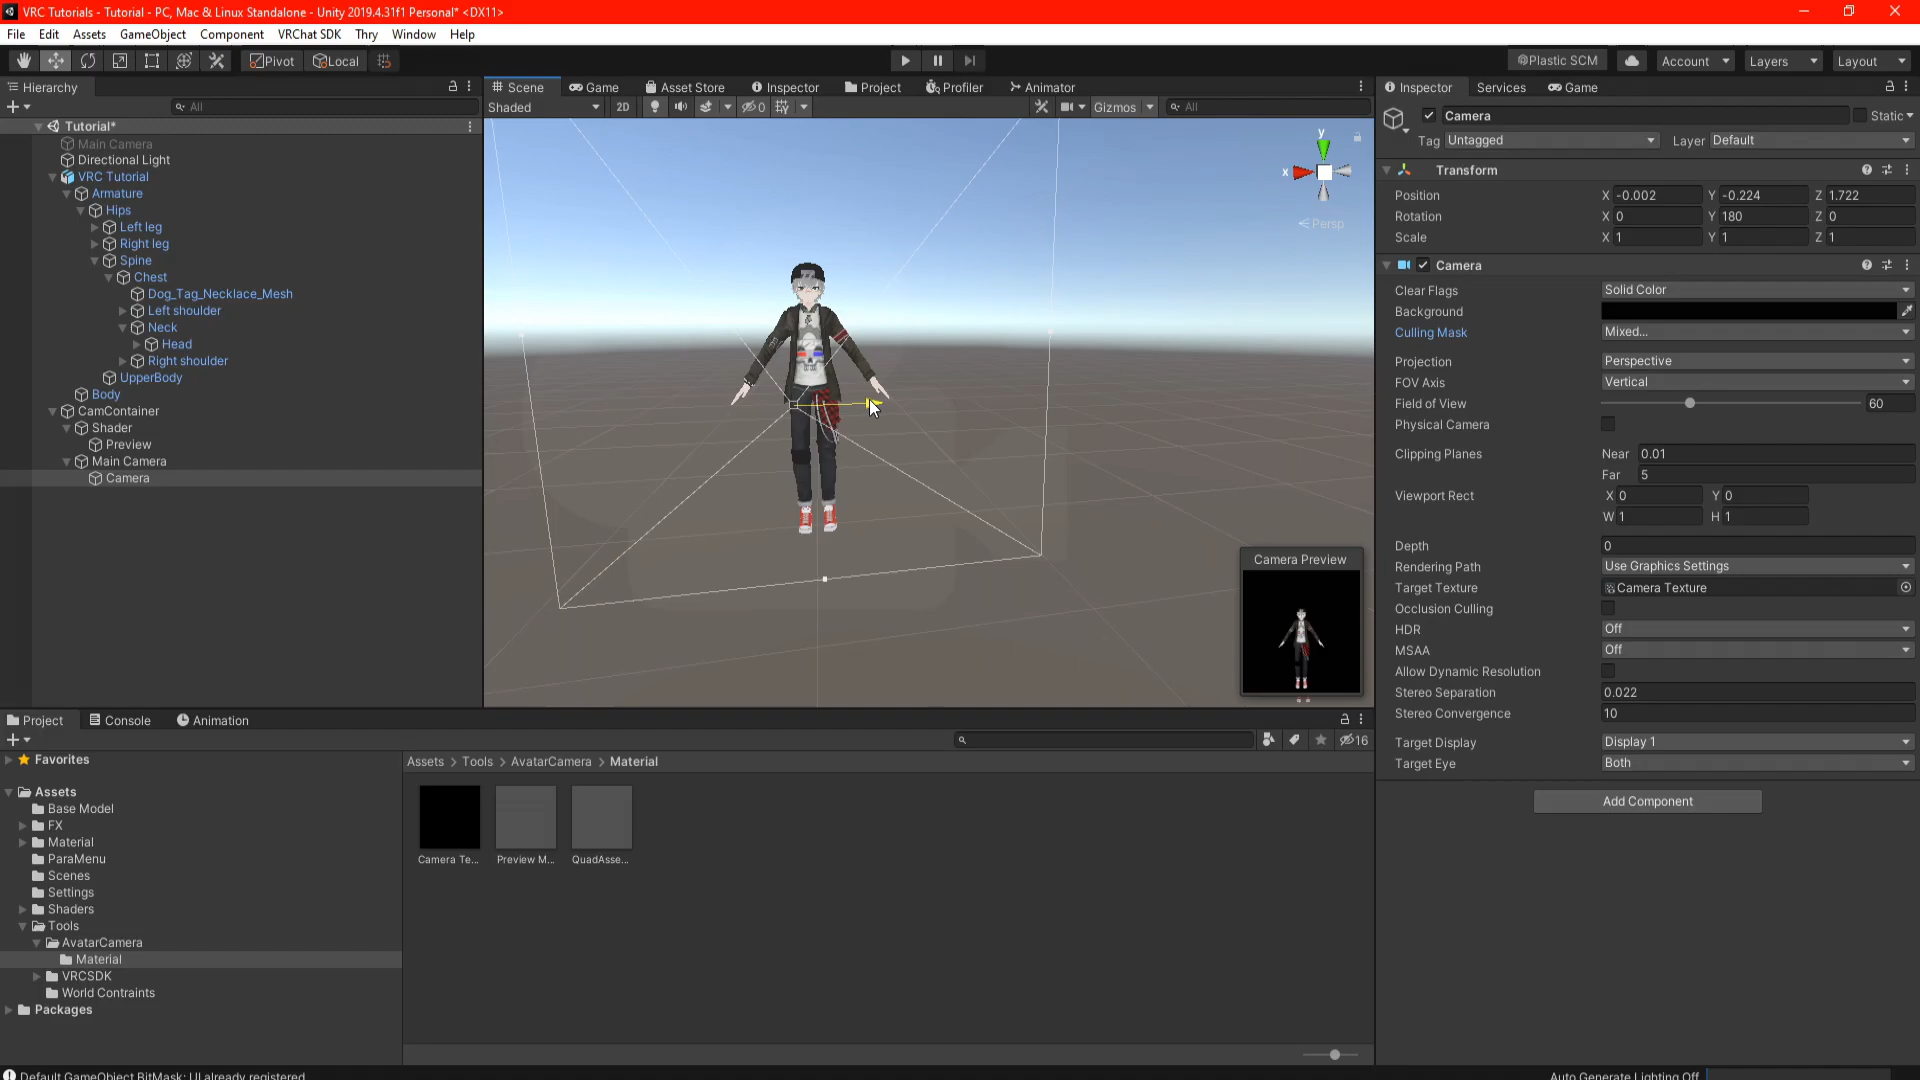 VRC Tutorials - Tutorial - PC, Mac & Linux Standalone - Unity 2019.4.31f1 Personal* <DX11>
File Edit Assets GameObject Component VRChat SDK Thry Window Help
Pivot Local Plastic SCM Account Layers Layout
Hierarchy
All
Tutorial*
Main Camera
Directional Light
VRC Tutorial
Armature
Hips
Left leg
Right leg
Spine
Chest
Dog_Tag_Necklace_Mesh
Left shoulder
Neck
Head
Right shoulder
UpperBody
Body
CamContainer
Shader
Preview
Main Camera
Camera
Scene Game Asset Store Inspector Project Profiler Animator
Shaded 2D 0 Gizmos All
y
x
Persp
Camera Preview
Inspector Services Game
Camera Static
Tag Untagged Layer Default
Transform
Position X -0.002 Y -0.224 Z 1.722
Rotation X 0 Y 180 Z 0
Scale X 1 Y 1 Z 1
Camera
Clear Flags Solid Color
Background
Culling Mask Mixed...
Projection Perspective
FOV Axis Vertical
Field of View 60
Physical Camera
Clipping Planes Near 0.01
Far 5
Viewport Rect X 0 Y 0
W 1 H 1
Depth 0
Rendering Path Use Graphics Settings
Target Texture Camera Texture
Occlusion Culling
HDR Off
MSAA Off
Allow Dynamic Resolution
Stereo Separation 0.022
Stereo Convergence 10
Target Display Display 1
Target Eye Both
Add Component
Project Console Animation
16
Favorites
Assets
Base Model
FX
Material
ParaMenu
Scenes
Settings
Shaders
Tools
AvatarCamera
Material
VRCSDK
World Contraints
Packages
Assets > Tools > AvatarCamera > Material
Camera Te... Preview M... QuadAsse...
Default GameObject BitMask: UI already registered
Auto Generate Lighting Off